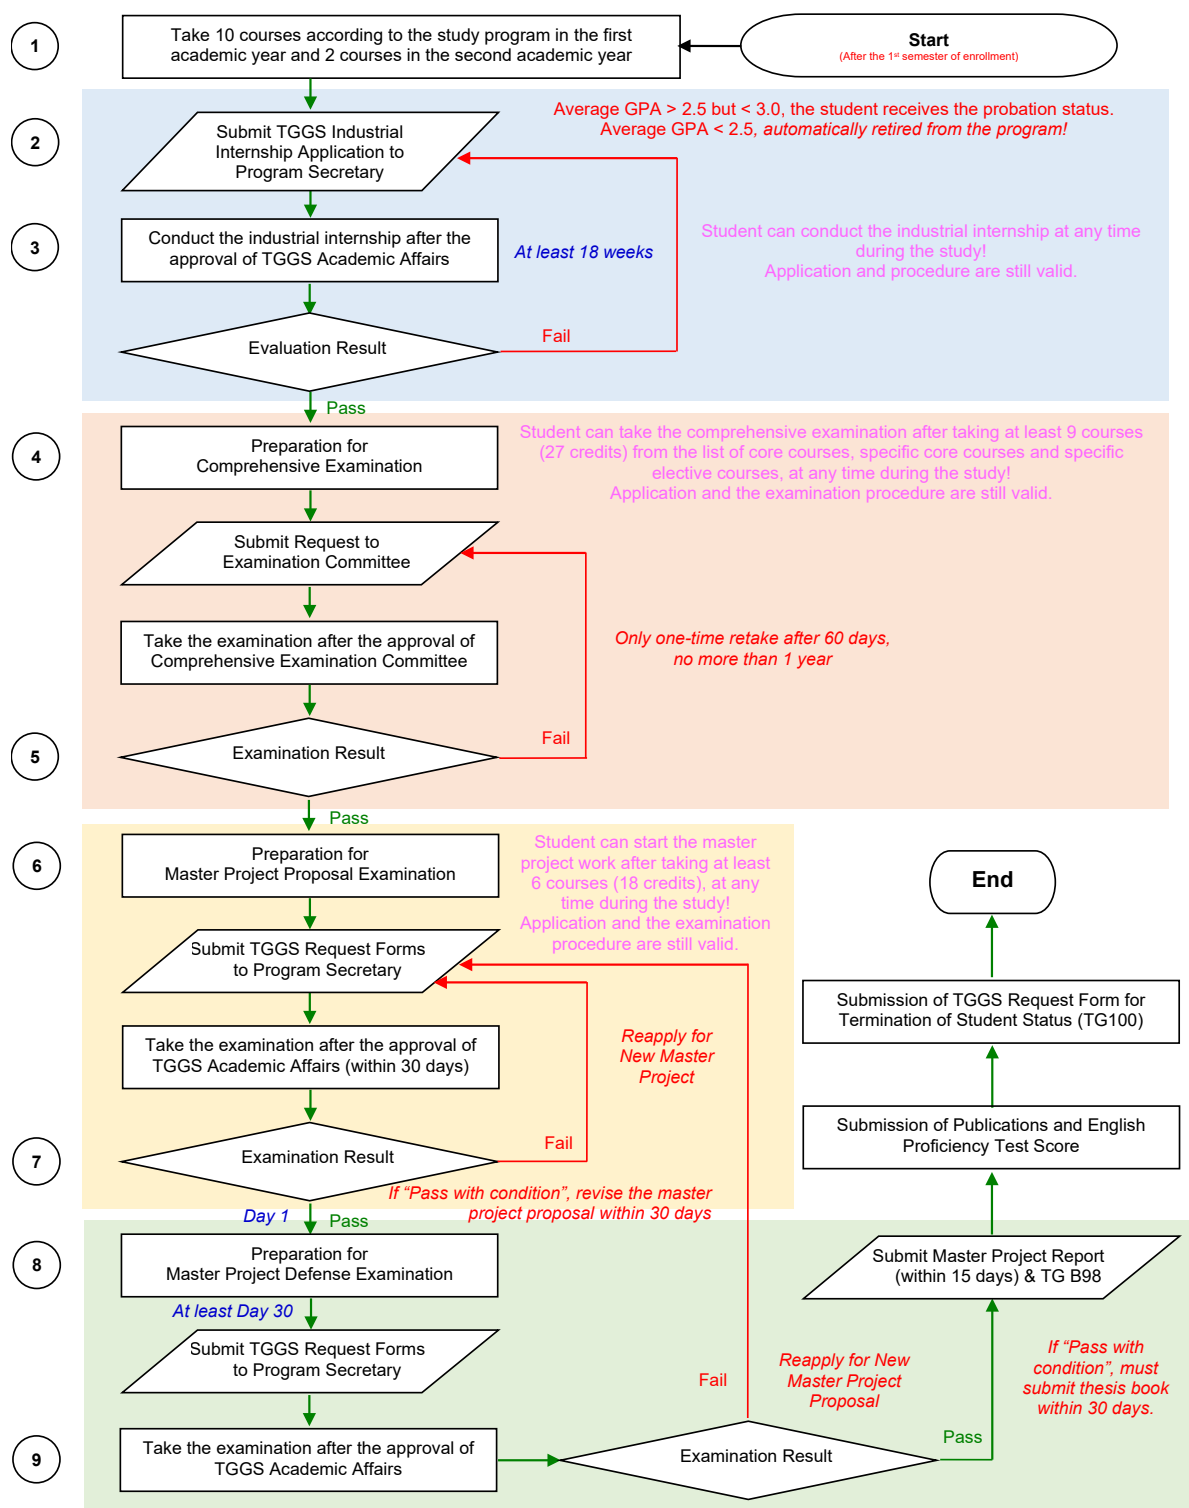 1
Take 10 courses according to the study program in the first
academic year and 2 courses in the second academic year
Start
(After the 1st semester of enrollment)
2
Submit TGGS Industrial
Internship Application to
Program Secretary
Average GPA > 2.5 but < 3.0, the student receives the probation status.
Average GPA < 2.5, automatically retired from the program!
3
Conduct the industrial internship after the
approval of TGGS Academic Affairs
At least 18 weeks
Student can conduct the industrial internship at any time
during the study!
Application and procedure are still valid.
Evaluation Result
Fail
Pass
4
Preparation for
Comprehensive Examination
Student can take the comprehensive examination after taking at least 9 courses
(27 credits) from the list of core courses, specific core courses and specific
elective courses, at any time during the study!
Application and the examination procedure are still valid.
Submit Request to
Examination Committee
Take the examination after the approval of
Comprehensive Examination Committee
Only one-time retake after 60 days,
no more than 1 year
5
Examination Result
Fail
Pass
6
Preparation for
Master Project Proposal Examination
Student can start the master
project work after taking at least
6 courses (18 credits), at any
time during the study!
Application and the examination
procedure are still valid.
Submit TGGS Request Forms
to Program Secretary
Take the examination after the approval of
TGGS Academic Affairs (within 30 days)
Reapply for
New Master
Project
7
Examination Result
Fail
If “Pass with condition”, revise the master
project proposal within 30 days
Day 1
Pass
8
Preparation for
Master Project Defense Examination
At least Day 30
Submit TGGS Request Forms
to Program Secretary
9
Take the examination after the approval of
TGGS Academic Affairs
Examination Result
Fail
Reapply for New
Master Project
Proposal
Pass
If “Pass with
condition”, must
submit thesis book
within 30 days.
Submit Master Project Report
(within 15 days) & TG B98
Submission of Publications and English
Proficiency Test Score
Submission of TGGS Request Form for
Termination of Student Status (TG100)
End